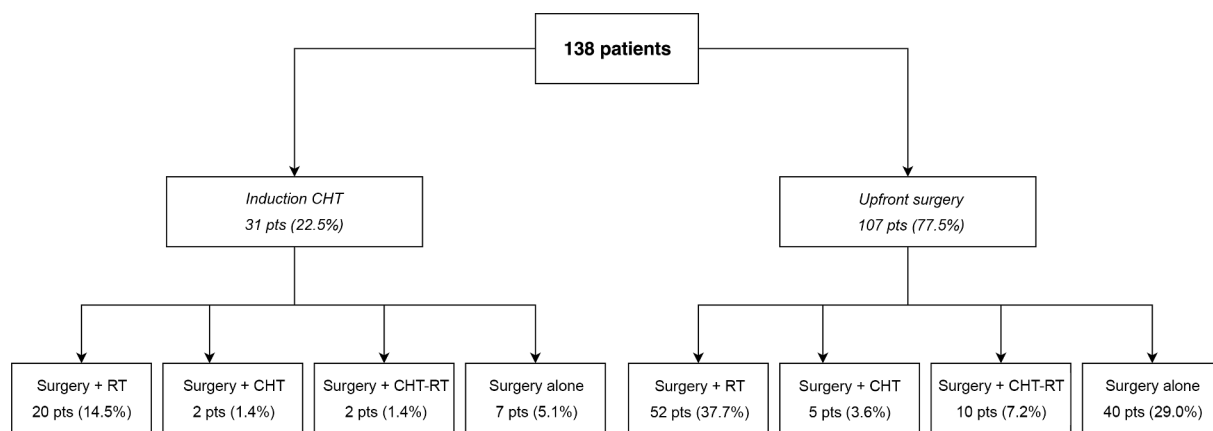 138 patients
Induction CHT
31 pts (22.5%)
Upfront surgery
107 pts (77.5%)
Surgery + RT
20 pts (14.5%)
Surgery + CHT
2 pts (1.4%)
Surgery + CHT-RT
2 pts (1.4%)
Surgery alone
7 pts (5.1%)
Surgery + RT
52 pts (37.7%)
Surgery + CHT
5 pts (3.6%)
Surgery + CHT-RT
10 pts (7.2%)
Surgery alone
40 pts (29.0%)